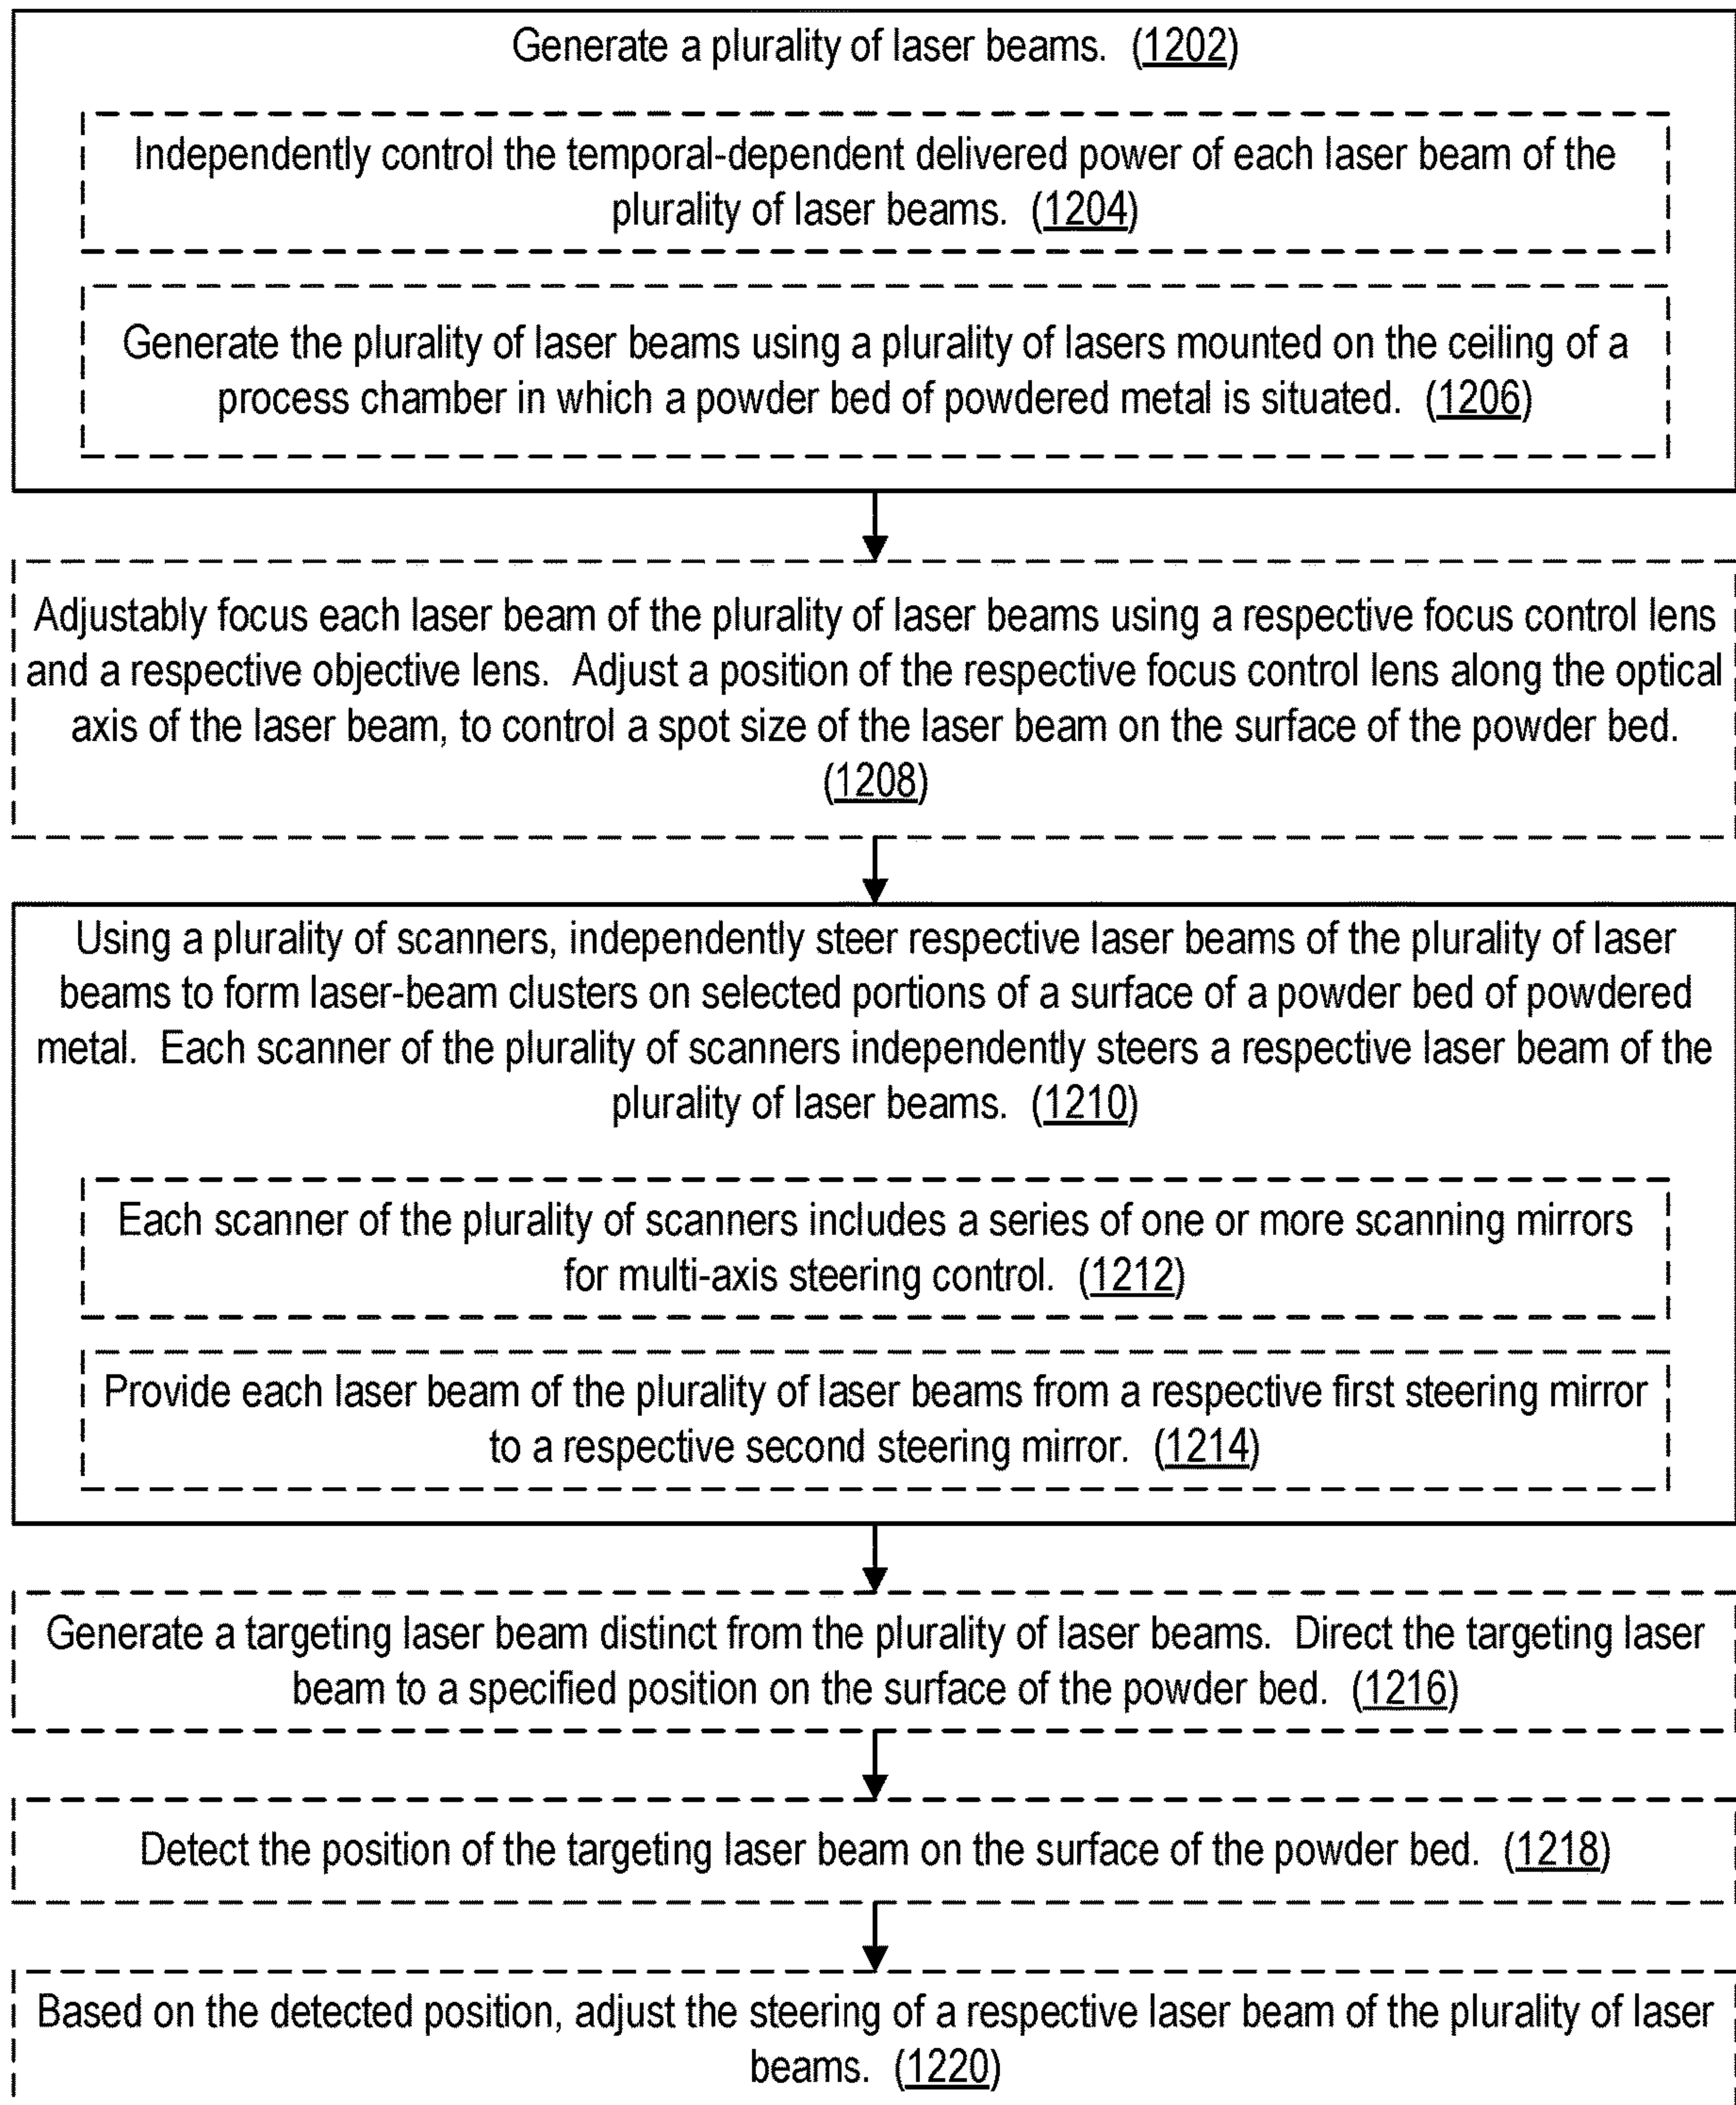 Generate a plurality of laser beams. (1202)
Independently control the temporal-dependent delivered power of each laser beam of the
plurality of laser beams. (1204)
Generate the plurality of laser beams using a plurality of lasers mounted on the ceiling of a
process chamber in which a powder bed of powdered metal is situated. (1206)
Adjustably focus each laser beam of the plurality of laser beams using a respective focus control lens
and a respective objective lens. Adjust a position of the respective focus control lens along the optical
axis of the laser beam, to control a spot size of the laser beam on the surface of the powder bed.
(1208)
Using a plurality of scanners, independently steer respective laser beams of the plurality of laser
beams to form laser-beam clusters on selected portions of a surface of a powder bed of powdered
metal. Each scanner of the plurality of scanners independently steers a respective laser beam of the
plurality of laser beams. (1210)
Each scanner of the plurality of scanners includes a series of one or more scanning mirrors
for multi-axis steering control. (1212)
Provide each laser beam of the plurality of laser beams from a respective first steering mirror
to a respective second steering mirror. (1214)
Generate a targeting laser beam distinct from the plurality of laser beams. Direct the targeting laser
beam to a specified position on the surface of the powder bed. (1216)
Detect the position of the targeting laser beam on the surface of the powder bed. (1218)
Based on the detected position, adjust the steering of a respective laser beam of the plurality of laser
beams. (1220)